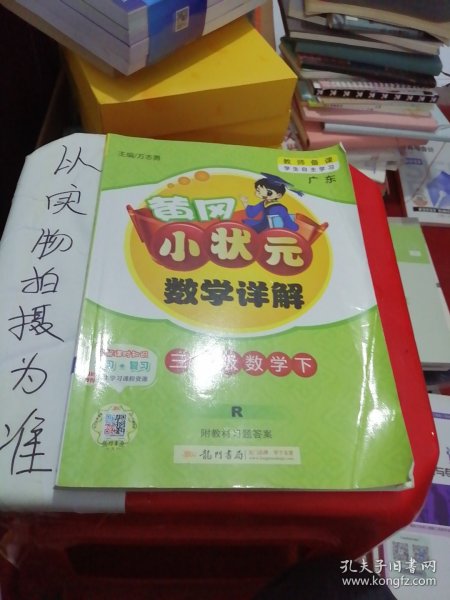 以实物拍摄为准
主编/万志勇
教师备课
学生自主学习
广东
黄冈
小状元
数学详解
级数学下
R
附教材习题答案
龍門書局
孔夫子旧书网
www.kongfz.com